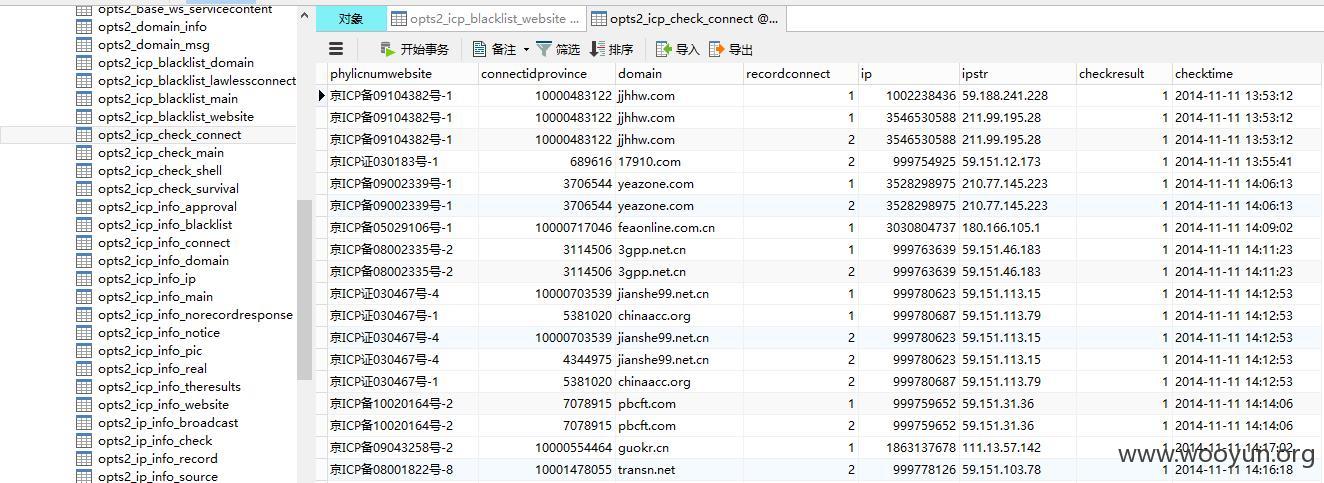 opts2_base_ws_servicecontent
opts2_domain_info
opts2_domain_msg
opts2_icp_blacklist_domain
opts2_icp_blacklist_lawlessconnect
opts2_icp_blacklist_main
opts2_icp_blacklist_website
opts2_icp_check_connect
opts2_icp_check_main
opts2_icp_check_shell
opts2_icp_check_survival
opts2_icp_info_approval
opts2_icp_info_blacklist
opts2_icp_info_connect
opts2_icp_info_domain
opts2_icp_info_ip
opts2_icp_info_main
opts2_icp_info_norecordresponse
opts2_icp_info_notice
opts2_icp_info_pic
opts2_icp_info_real
opts2_icp_info_theresults
opts2_icp_info_website
opts2_ip_info_broadcast
opts2_ip_info_check
opts2_ip_info_record
opts2_ip_info_source
对象 opts2_icp_blacklist_website ... opts2_icp_check_connect @...
开始事务 备注 筛选 排序 导入 导出
phylicnumwebsite connectidprovince domain recordconnect ip ipstr checkresult checktime
京ICP备09104382号-1 10000483122 jjhhw.com 1 1002238436 59.188.241.228 1 2014-11-11 13:53:12
京ICP备09104382号-1 10000483122 jjhhw.com 1 3546530588 211.99.195.28 1 2014-11-11 13:53:12
京ICP备09104382号-1 10000483122 jjhhw.com 2 3546530588 211.99.195.28 1 2014-11-11 13:53:12
京ICP证030183号-1 689616 17910.com 2 999754925 59.151.12.173 1 2014-11-11 13:55:41
京ICP备09002339号-1 3706544 yeazone.com 1 3528298975 210.77.145.223 1 2014-11-11 14:06:13
京ICP备09002339号-1 3706544 yeazone.com 2 3528298975 210.77.145.223 1 2014-11-11 14:06:13
京ICP备05029106号-1 10000717046 feaonline.com.cn 1 3030804737 180.166.105.1 1 2014-11-11 14:09:02
京ICP备08002335号-2 3114506 3gpp.net.cn 1 999763639 59.151.46.183 1 2014-11-11 14:11:23
京ICP备08002335号-2 3114506 3gpp.net.cn 2 999763639 59.151.46.183 1 2014-11-11 14:11:23
京ICP证030467号-4 10000703539 jianshe99.net.cn 1 999780623 59.151.113.15 1 2014-11-11 14:12:53
京ICP证030467号-1 5381020 chinaacc.org 1 999780687 59.151.113.79 1 2014-11-11 14:12:53
京ICP证030467号-4 10000703539 jianshe99.net.cn 2 999780623 59.151.113.15 1 2014-11-11 14:12:53
京ICP证030467号-4 4344975 jianshe99.net.cn 2 999780623 59.151.113.15 1 2014-11-11 14:12:53
京ICP证030467号-1 5381020 chinaacc.org 2 999780687 59.151.113.79 1 2014-11-11 14:12:53
京ICP备10020164号-2 7078915 pbcft.com 1 999759652 59.151.31.36 1 2014-11-11 14:14:06
京ICP备10020164号-2 7078915 pbcft.com 2 999759652 59.151.31.36 1 2014-11-11 14:14:06
京ICP备09043258号-2 10000554464 guokr.cn 1 1863137678 111.13.57.142 1 2014-11-11 14:17:02
京ICP备08001822号-8 10001478055 transn.net 2 999778126 59.151.103.78 1 2014-11-11 14:16:18
www.wooyun.org